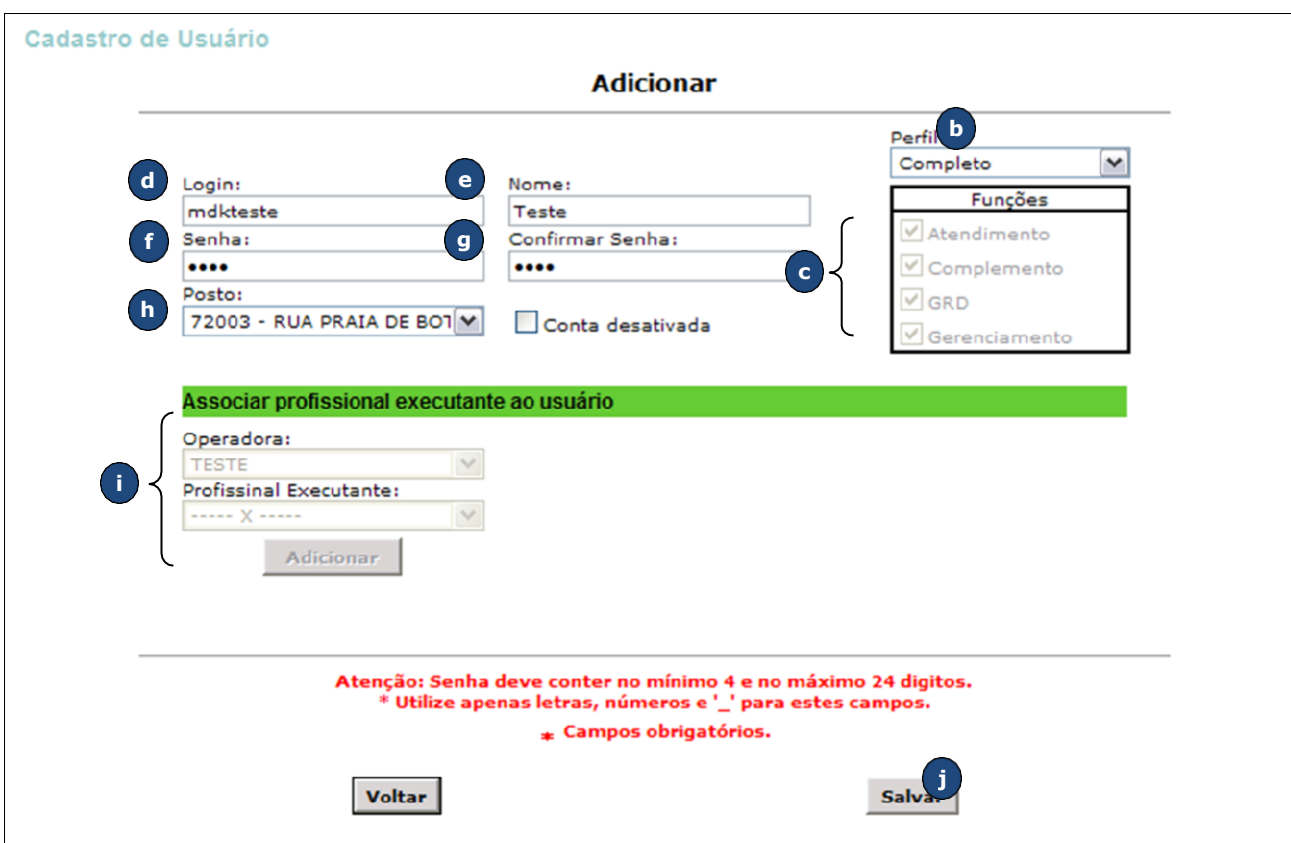 Cadastro de Usuário
Adicionar
Perfil
b
Completo
d
Login:
e
Nome:
mdkteste
Teste
Funções
f
Senha:
g
Confirmar Senha:
••••
••••
c
Atendimento
Complemento
GRD
Gerenciamento
h
Posto:
72003 - RUA PRAIA DE BOT
Conta desativada
Associar profissional executante ao usuário
i
Operadora:
TESTE
Profissinal Executante:
----- X -----
Adicionar
Atenção: Senha deve conter no mínimo 4 e no máximo 24 digitos.
* Utilize apenas letras, números e '_' para estes campos.
* Campos obrigatórios.
Voltar
j